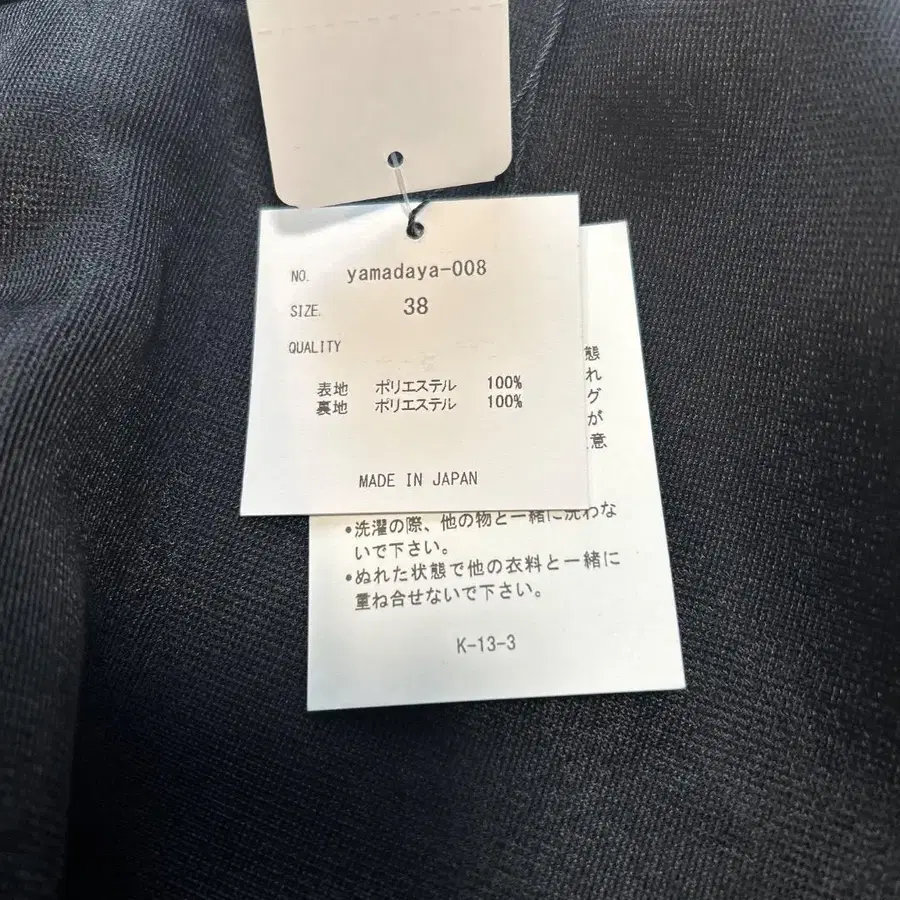 NO. yamadaya-008
SIZE. 38
QUALITY
表地 ポリエステル 100%
裏地 ポリエステル 100%
MADE IN JAPAN
態
れ
グ
が
意
•洗濯の際、他の物と一緒に洗わな
いで下さい。
•ぬれた状態で他の衣料と一緒に
重ね合せないで下さい。
K-13-3